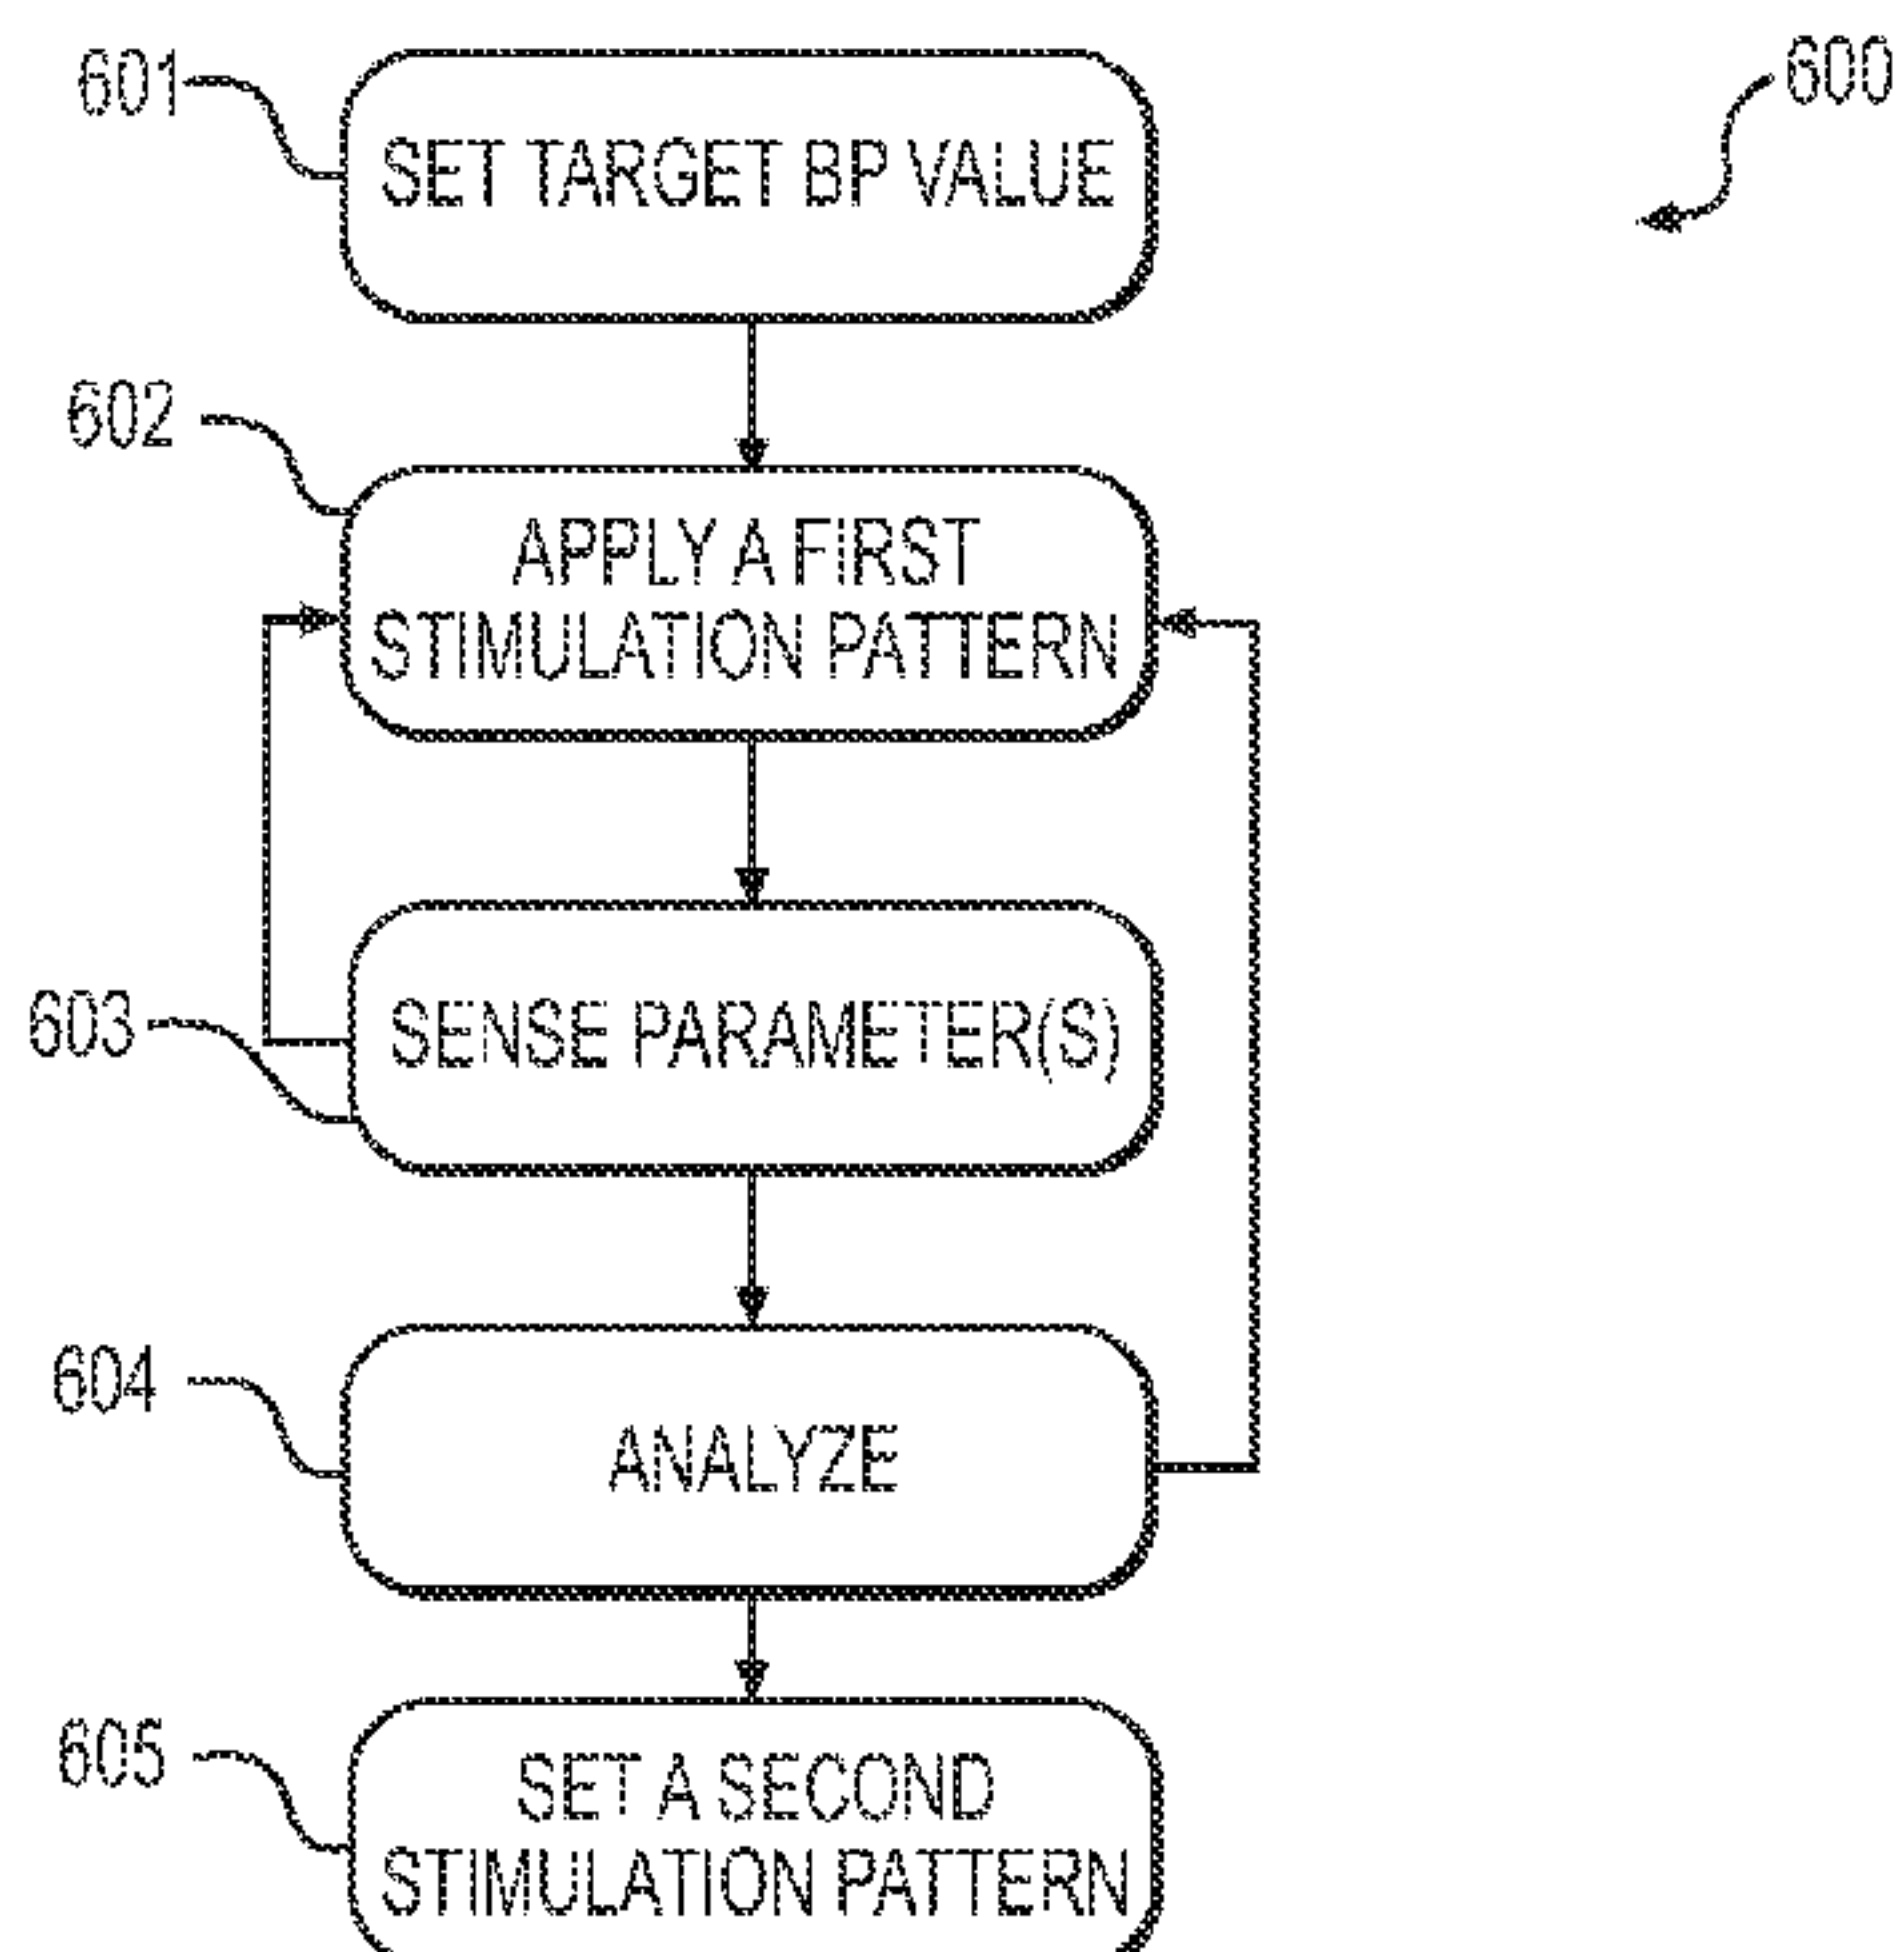 601
600
SET TARGET BP VALUE
602
APPLY A FIRST
STIMULATION PATTERN
603
SENSE PARAMETER(S)
604
ANALYZE
605
SET A SECOND
STIMULATION PATTERN